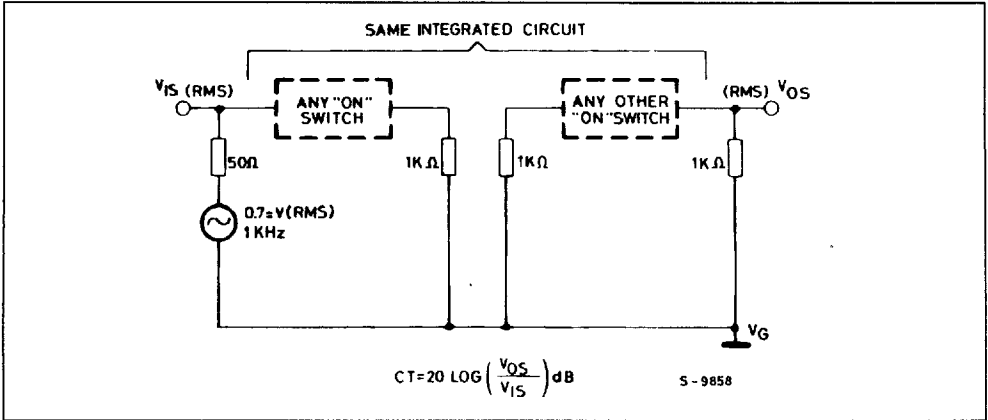 SAME INTEGRATED CIRCUIT
VIS (RMS)
ANY "ON"
SWITCH
ANY OTHER
"ON" SWITCH
(RMS) VOS
50Ω
1KΩ
1KΩ
1KΩ
0.7=V(RMS)
1KHz
VG
CT=20 LOG (VOS/VIS) dB
S-9858